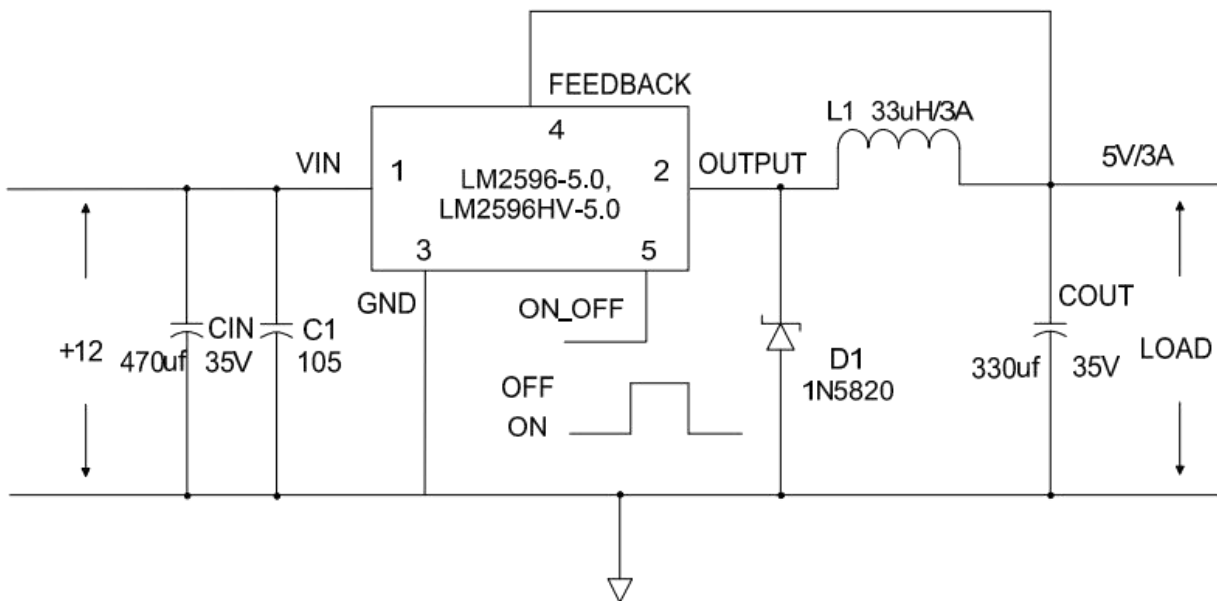 FEEDBACK
L1 33uH/3A
4
VIN
1
LM2596-5.0,
2
OUTPUT
5V/3A
LM2596HV-5.0
3
5
GND
ON_OFF
COUT
CIN
C1
+12
470uf
35V
105
D1
330uf
35V
LOAD
1N5820
OFF
ON